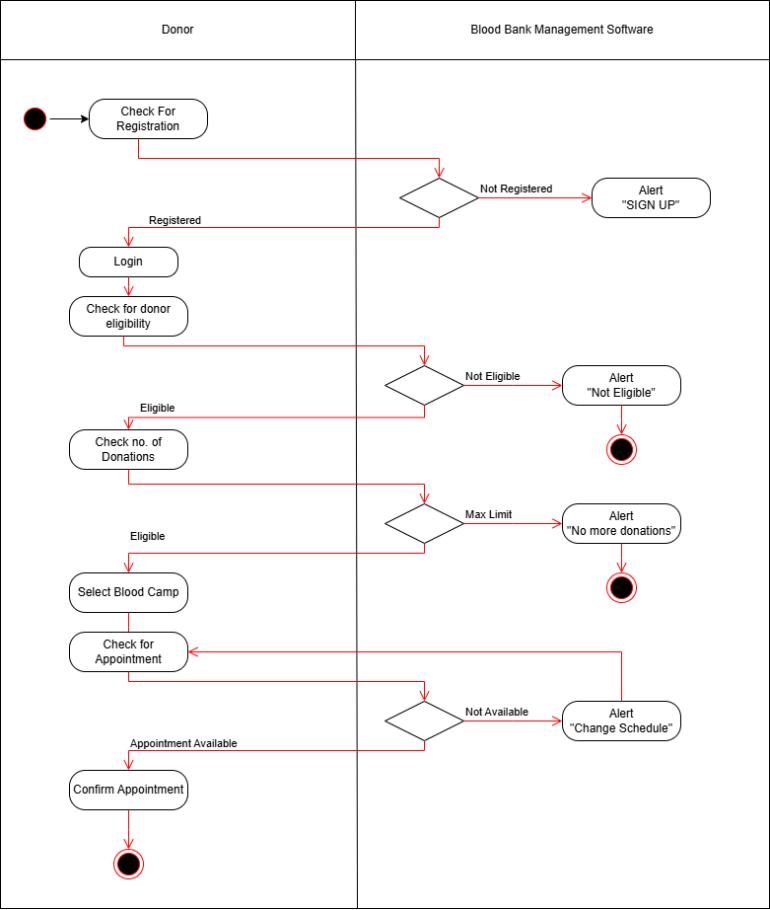 Donor
Blood Bank Management Software
Check For
Registration
Not Registered
Alert
"SIGN UP"
Registered
Login
Check for donor
eligibility
Not Eligible
Alert
"Not Eligible"
Eligible
Check no. of
Donations
Max Limit
Alert
"No more donations"
Eligible
Select Blood Camp
Check for
Appointment
Not Available
Alert
"Change Schedule"
Appointment Available
Confirm Appointment